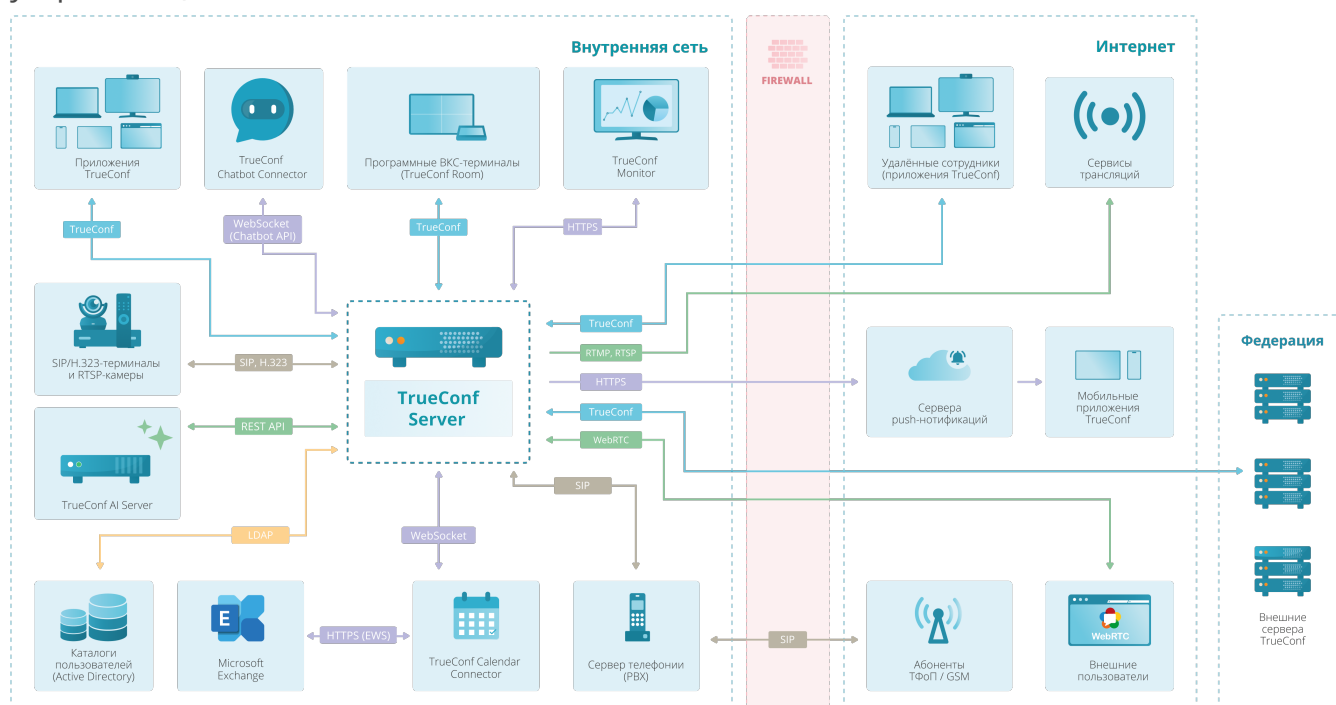 Внутренняя сеть
FIREWALL
Интернет
Приложения
TrueConf
TrueConf
Chatbot Connector
Программные ВКС-терминалы
(TrueConf Room)
TrueConf
Monitor
Удалённые сотрудники
(приложения TrueConf)
Сервисы
трансляций
TrueConf
WebSocket
(Chatbot API)
TrueConf
HTTPS
SIP/H.323-терминалы
и RTSP-камеры
SIP, H.323
TrueConf
RTMP, RTSP
HTTPS
TrueConf
WebRTC
TrueConf
Server
Сервера
push-нотификаций
Мобильные
приложения
TrueConf
Федерация
REST API
TrueConf AI Server
SIP
LDAP
WebSocket
Каталоги
пользователей
(Active Directory)
E
Microsoft
Exchange
HTTPS (EWS)
TrueConf Calendar
Connector
Сервер телефонии
(PBX)
SIP
Абоненты
ТФоП / GSM
WebRTC
Внешние
пользователи
Внешние
сервера
TrueConf